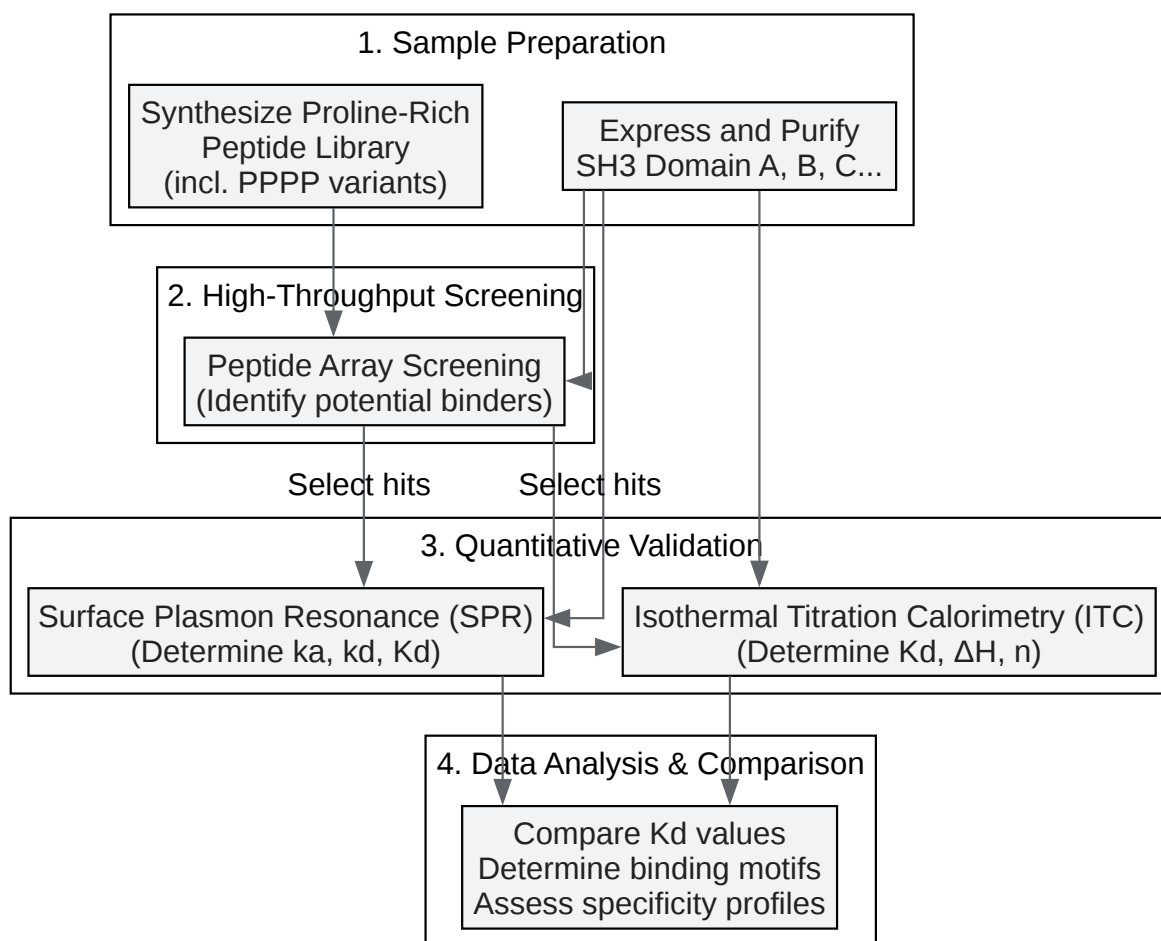 1. Sample Preparation
Synthesize Proline-Rich
Peptide Library
(incl. PPPP variants)
Express and Purify
SH3 Domain A, B, C...
2. High-Throughput Screening
Peptide Array Screening
(Identify potential binders)
Select hits
Select hits
3. Quantitative Validation
Surface Plasmon Resonance (SPR)
(Determine ka, kd, Kd)
Isothermal Titration Calorimetry (ITC)
(Determine Kd, ΔH, n)
4. Data Analysis & Comparison
Compare Kd values
Determine binding motifs
Assess specificity profiles